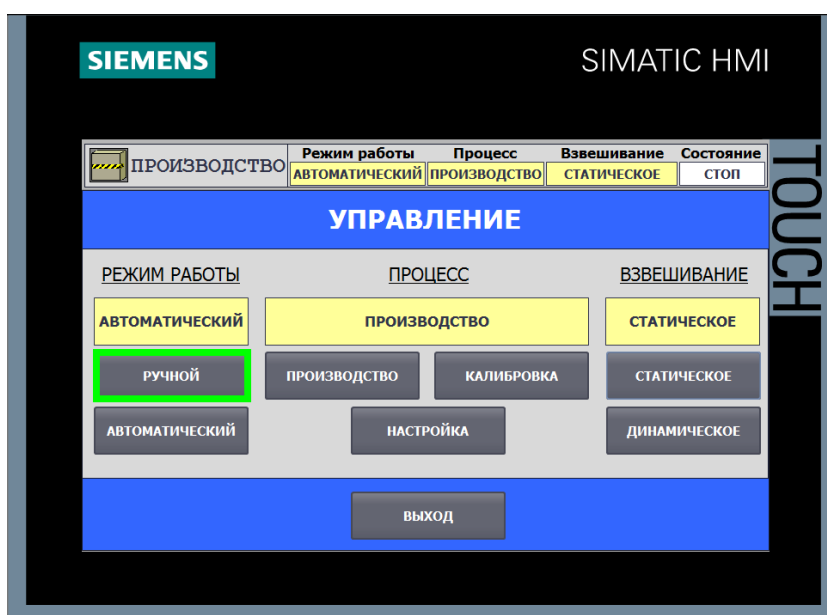 SIEMENS
SIMATIC HMI
TOUCH
ПРОИЗВОДСТВО
Режим работы Процесс Взвешивание Состояние
АВТОМАТИЧЕСКИЙ ПРОИЗВОДСТВО СТАТИЧЕСКОЕ СТОП
УПРАВЛЕНИЕ
РЕЖИМ РАБОТЫ ПРОЦЕСС ВЗВЕШИВАНИЕ
АВТОМАТИЧЕСКИЙ ПРОИЗВОДСТВО СТАТИЧЕСКОЕ
РУЧНОЙ ПРОИЗВОДСТВО КАЛИБРОВКА СТАТИЧЕСКОЕ
АВТОМАТИЧЕСКИЙ НАСТРОЙКА ДИНАМИЧЕСКОЕ
ВЫХОД